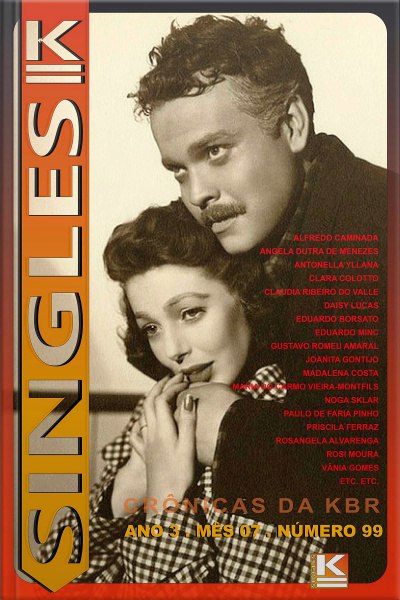 SINGLES K
ALFREDO CAMINADA
ANGELA DUTRA DE MENEZES
ANTONELLA YLLANA
CLARA COLOTTO
CLAUDIA RIBEIRO DO VALLE
DAISY LUCAS
EDUARDO BORSATO
EDUARDO MINC
GUSTAVO ROMEU AMARAL
JOANITA GONTIJO
MADALENA COSTA
MARIA DO CARMO VIEIRA-MONTFILS
NOGA SKLAR
PAULO DE FARIA PINHO
PRISCILA FERRAZ
ROSANGELA ALVARENGA
ROSI MOURA
VÂNIA GOMES
ETC. ETC.
CRÔNICAS DA KBR
ANO 3 . MÊS 07 . NÚMERO 99
K